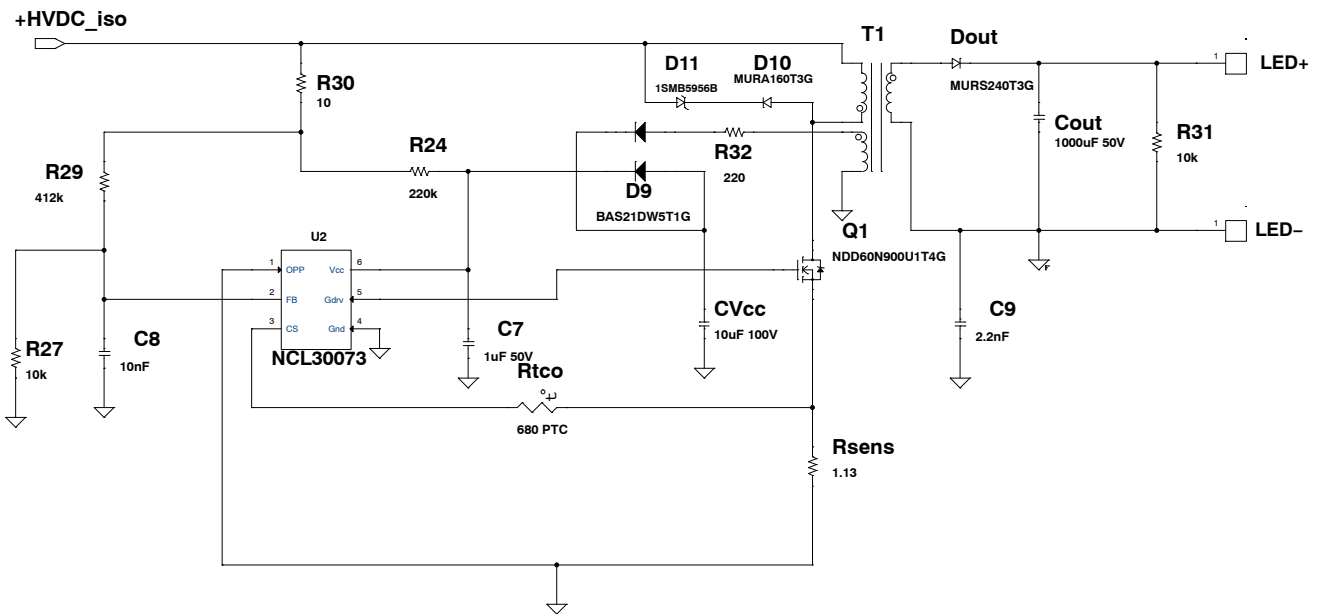 +HVDC_iso
T1
Dout
MURS240T3G
1
LED+
D11
1SMB5956B
D10
MURA160T3G
R30
10
Cout
1000uF 50V
R31
10k
R24
220k
R32
220
R29
412k
D9
BAS21DW5T1G
1
LED–
Q1
NDD60N900U1T4G
U2
1
OPP
Vcc
6
2
FB
Gdrv
5
3
CS
Gnd
4
NCL30073
C8
10nF
R27
10k
C7
1uF 50V
CVcc
10uF 100V
C9
2.2nF
Rtco
°t
680 PTC
Rsens
1.13